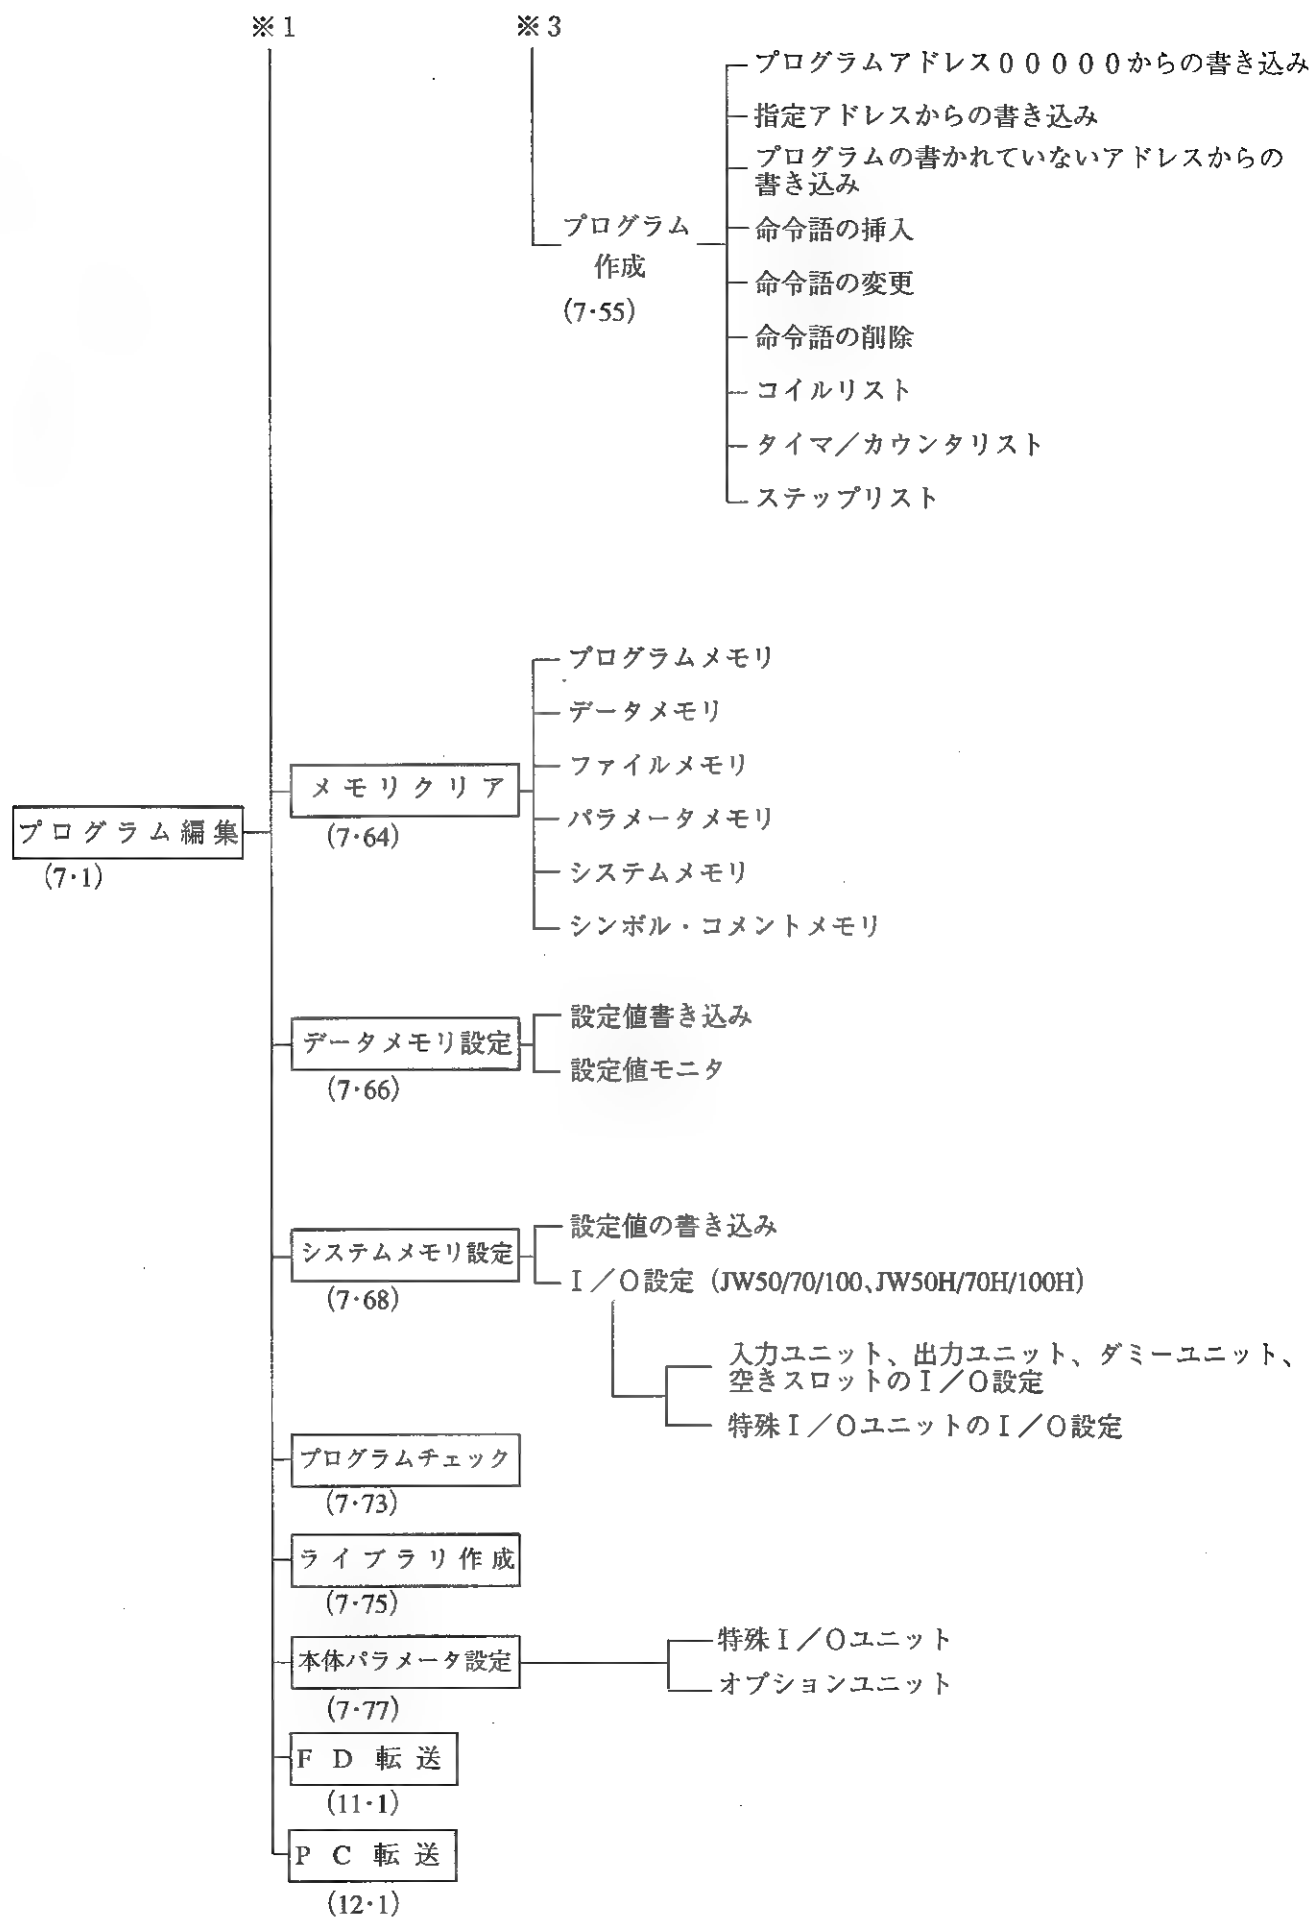 ※1
※3
プログラムアドレス00000からの書き込み
指定アドレスからの書き込み
プログラムの書かれていないアドレスからの
書き込み
プログラム
作成
(7・55)
命令語の挿入
命令語の変更
命令語の削除
コイルリスト
タイマ／カウンタリスト
ステップリスト
プログラム編集
(7・1)
メモリクリア
(7・64)
プログラムメモリ
データメモリ
ファイルメモリ
パラメータメモリ
システムメモリ
シンボル・コメントメモリ
データメモリ設定
(7・66)
設定値書き込み
設定値モニタ
システムメモリ設定
(7・68)
設定値の書き込み
I／O設定（JW50/70/100、JW50H/70H/100H）
入力ユニット、出力ユニット、ダミーユニット、
空きスロットのI／O設定
特殊I／OユニットのI／O設定
プログラムチェック
(7・73)
ライブラリ作成
(7・75)
本体パラメータ設定
(7・77)
特殊I／Oユニット
オプションユニット
FD転送
(11・1)
PC転送
(12・1)